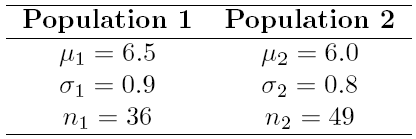 Population 1 Population 2
μ₁ = 6.5 μ₂ = 6.0
σ₁ = 0.9 σ₂ = 0.8
n₁ = 36 n₂ = 49